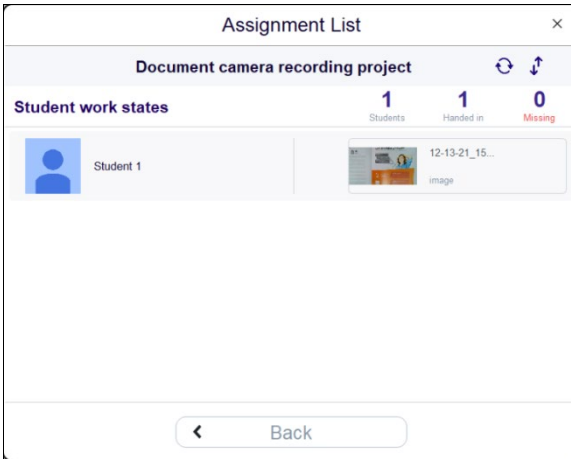 Assignment List
Document camera recording project
Student work states
1 Students
1 Handed in
0 Missing
Student 1
12-13-21_15...
image
Back